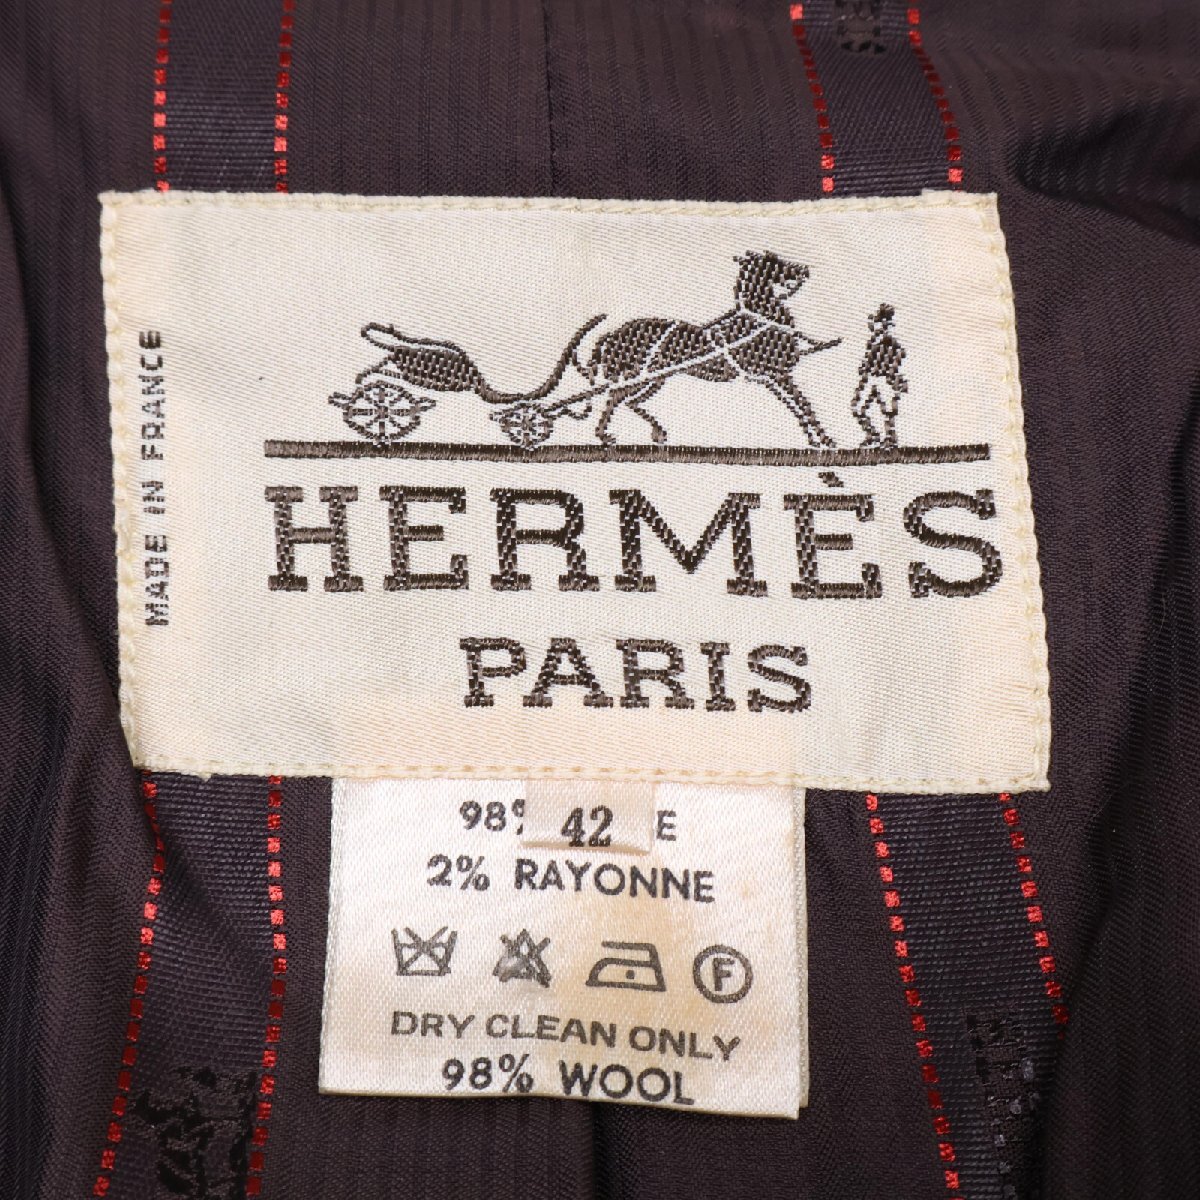 MADE IN FRANCE
HERMÈS
PARIS
42
98%
2% RAYONNE
F
DRY CLEAN ONLY
98% WOOL